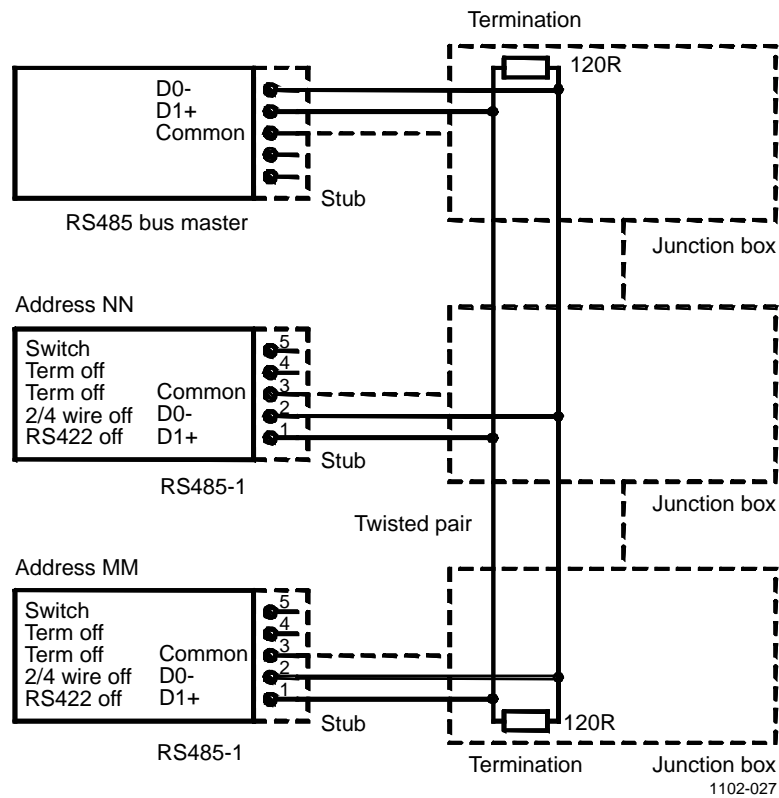 Termination
120R
D0-
D1+
Common
Stub
RS485 bus master
Junction box
Address NN
Switch
Term off
Term off Common
2/4 wire off D0-
RS422 off D1+
5
4
3
2
1
Stub
RS485-1
Junction box
Twisted pair
Address MM
Switch
Term off
Term off Common
2/4 wire off D0-
RS422 off D1+
5
4
3
2
1
Stub
120R
RS485-1
Termination
Junction box
1102-027